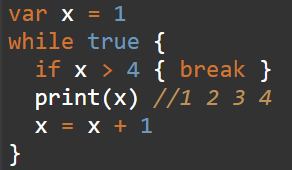 var x = 1
while true {
  if x > 4 { break }
  print(x) //1 2 3 4
  x = x + 1
}